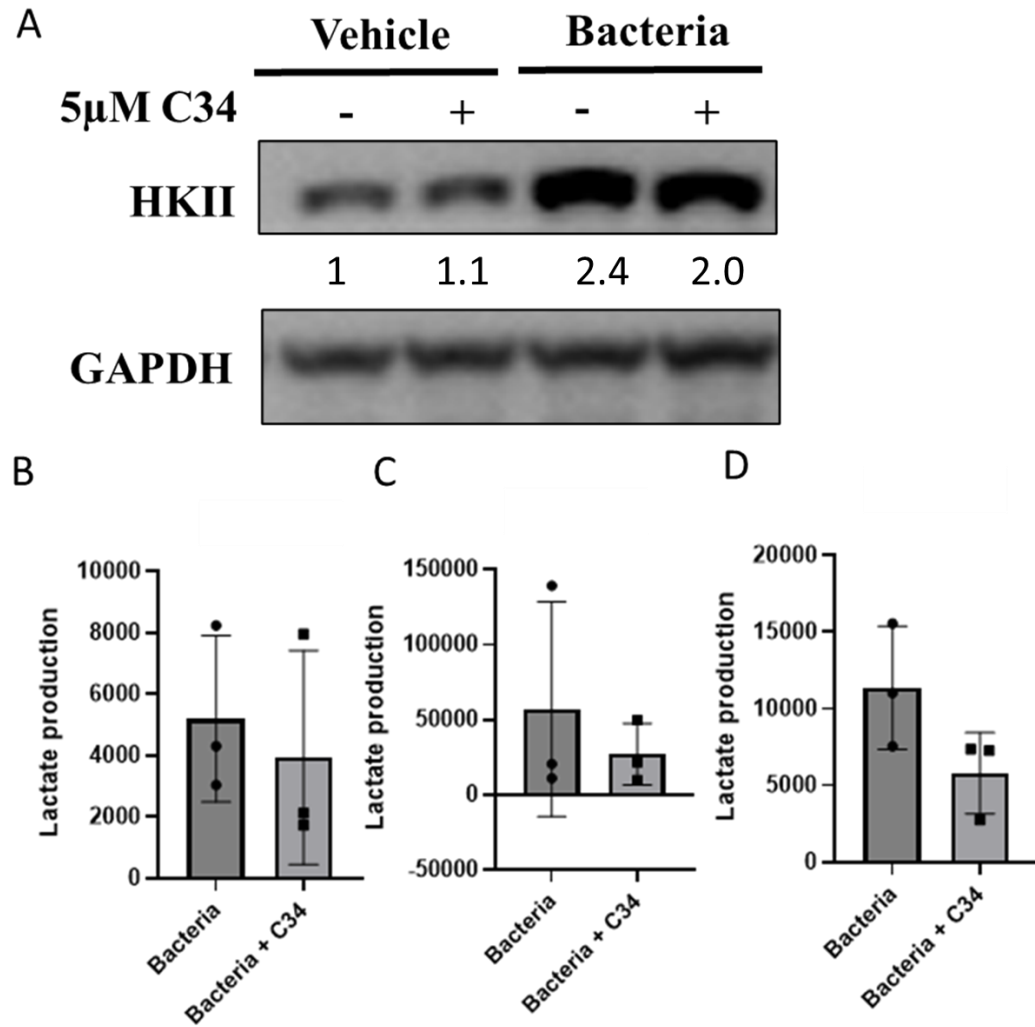 A
Vehicle Bacteria
5µM C34 - + - +
HKII
1 1.1 2.4 2.0
GAPDH
B
10000
8000
6000
4000
2000
0
Lactate production
Bacteria
Bacteria + C34
C
150000
100000
50000
0
-50000
Lactate production
Bacteria
Bacteria + C34
D
20000
15000
10000
5000
0
Lactate production
Bacteria
Bacteria + C34